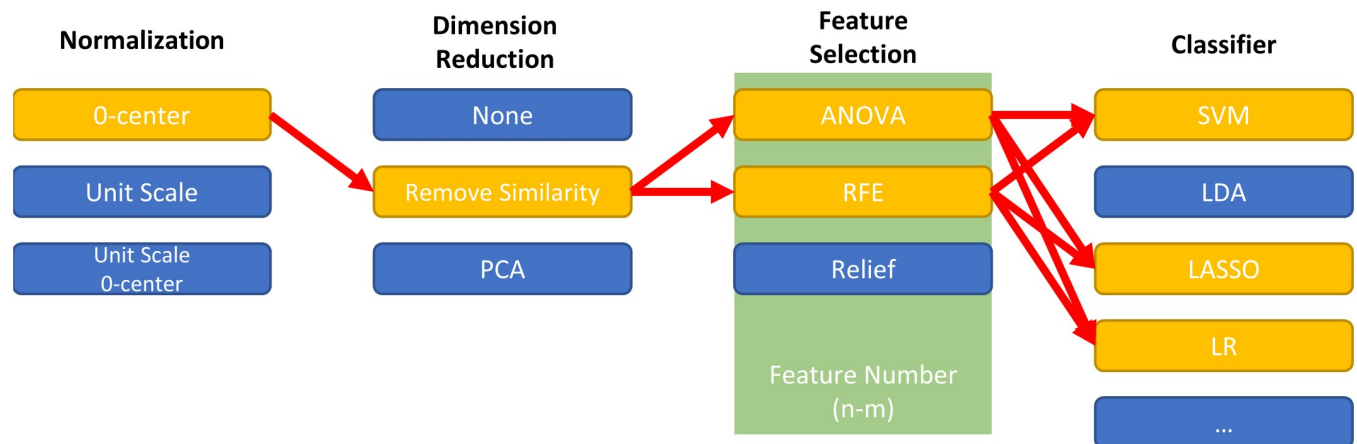 Normalization
0-center
Unit Scale
Unit Scale
0-center
Dimension
Reduction
None
Remove Similarity
PCA
Feature
Selection
ANOVA
RFE
Relief
Feature Number
(n-m)
Classifier
SVM
LDA
LASSO
LR
...